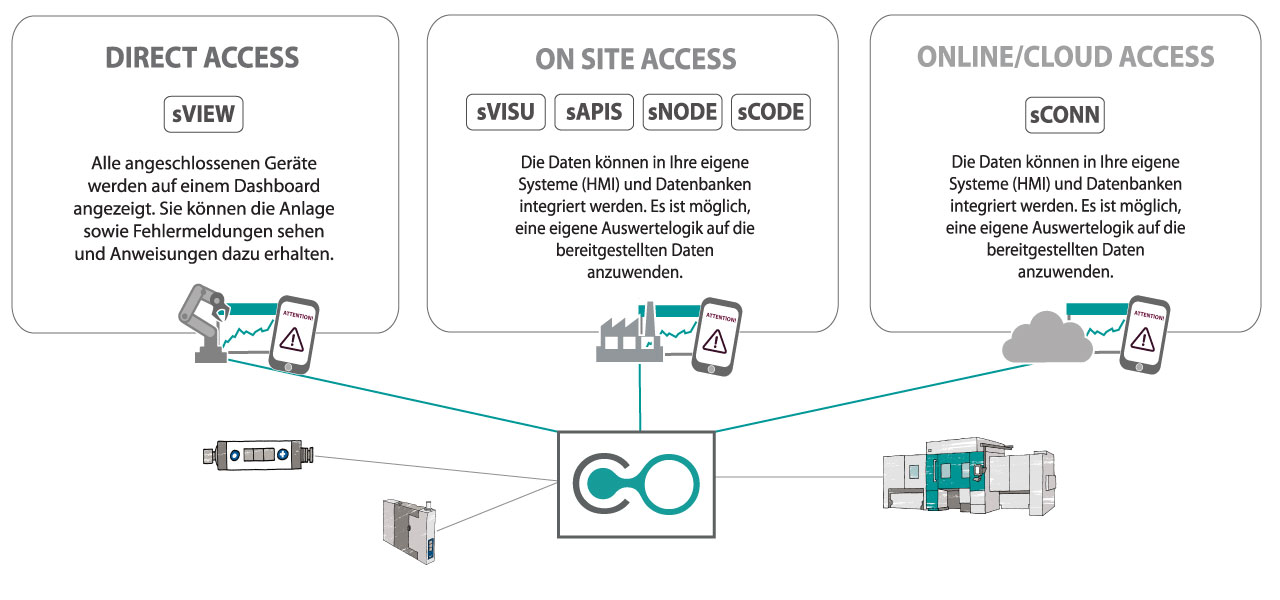 DIRECT ACCESS
sVIEW
Alle angeschlossenen Geräte
werden auf einem Dashboard
angezeigt. Sie können die Anlage
sowie Fehlermeldungen sehen
und Anweisungen dazu erhalten.
ATTENTION!
ON SITE ACCESS
sVISU sAPIS sNODE sCODE
Die Daten können in Ihre eigene
Systeme (HMI) und Datenbanken
integriert werden. Es ist möglich,
eine eigene Auswertelogik auf die
bereitgestellten Daten
anzuwenden.
ATTENTION!
ONLINE/CLOUD ACCESS
sCONN
Die Daten können in Ihre eigene
Systeme (HMI) und Datenbanken
integriert werden. Es ist möglich,
eine eigene Auswertelogik auf die
bereitgestellten Daten
anzuwenden.
ATTENTION!